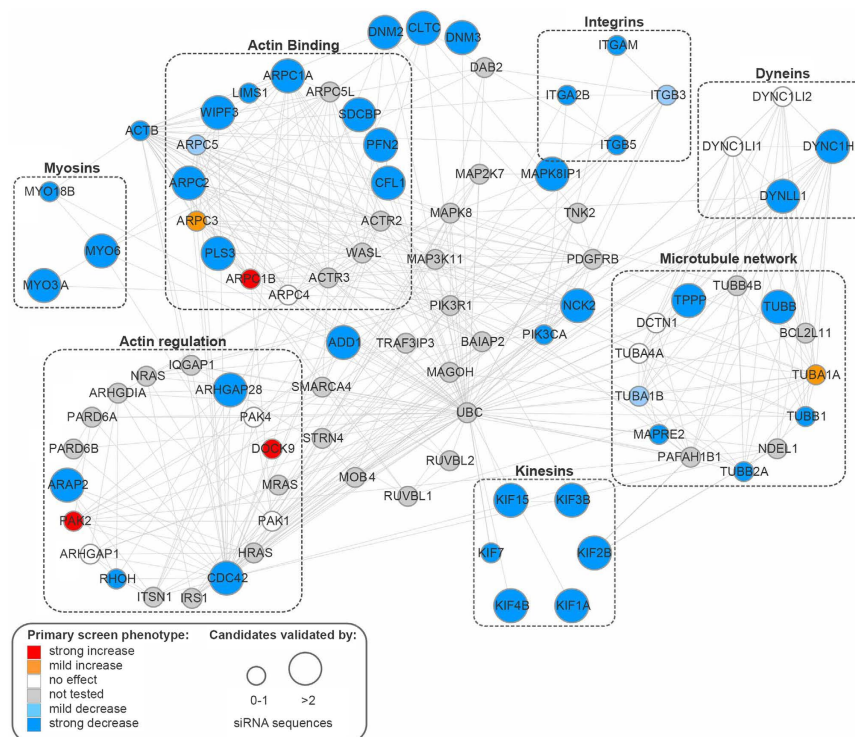 CLTC
DNM2
DNM3
Integrins
Actin Binding
ITGAM
DAB2
ARPC1A
Dyneins
LIMS1
ARPC5L
ITGA2B
ITGB3
DYNC1LI2
WIPF3
SDCBP
ACTB
ARPC5
PFN2
ITGB5
DYNC1LI1
DYNC1H
Myosins
MAP2K7
MAPK8IP1
ARPC2
CFL1
MYO18B
DYNLL1
ARPC3
ACTR2
MAPK8
TNK2
MYO6
PLS3
WASL
MAP3K11
PDGFRB
Microtubule network
MYO3A
ARPC1B
ACTR3
ARPC4
TPPP
TUBB4B
TUBB
PIK3R1
NCK2
DCTN1
BCL2L11
Actin regulation
ADD1
TRAF3IP3
BAIAP2
PIK3CA
TUBA4A
IQGAP1
NRAS
MAGOH
TUBA1A
ARHGDIA
ARHGAP28
SMARCA4
TUBA1B
PARD6A
PAK4
UBC
TUBB1
STRN4
MAPRE2
PARD6B
DOCK9
NDEL1
RUVBL2
PAFAH1B1
ARAP2
MRAS
MOB4
Kinesins
TUBB2A
RUVBL1
KIF15
KIF3B
PAK2
PAK1
ARHGAP1
HRAS
KIF7
KIF2B
RHOH
CDC42
ITSN1
IRS1
KIF4B
KIF1A
Primary screen phenotype:
strong increase
mild increase
no effect
not tested
mild decrease
strong decrease
Candidates validated by:
0-1
>2
siRNA sequences